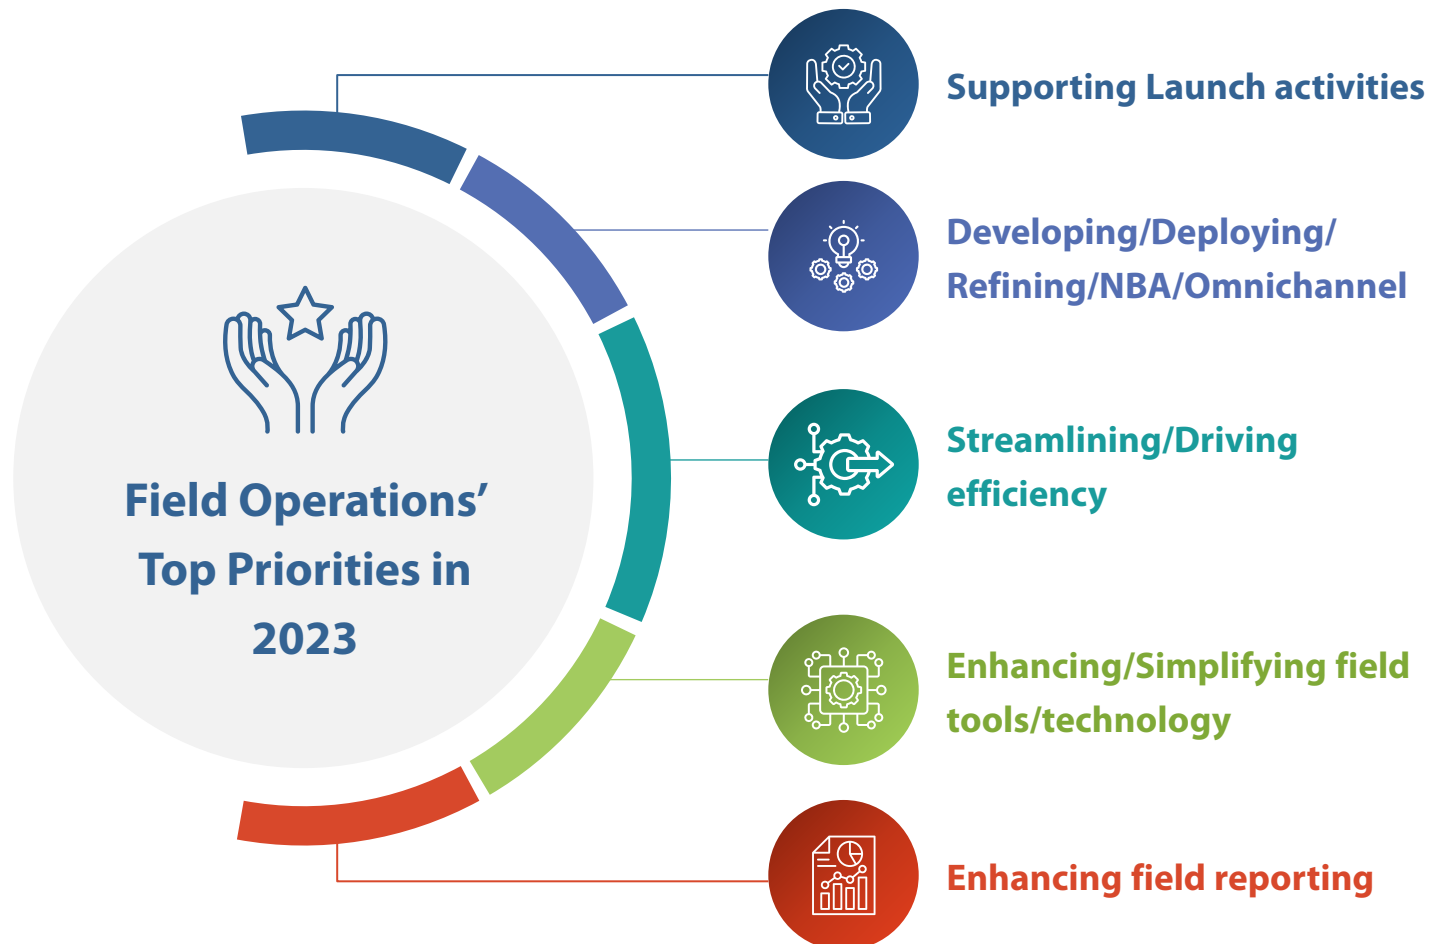 Field Operations’
Top Priorities in
2023
Supporting Launch activities
Developing/Deploying/
Refining/NBA/Omnichannel
Streamlining/Driving
efficiency
Enhancing/Simplifying field
tools/technology
Enhancing field reporting